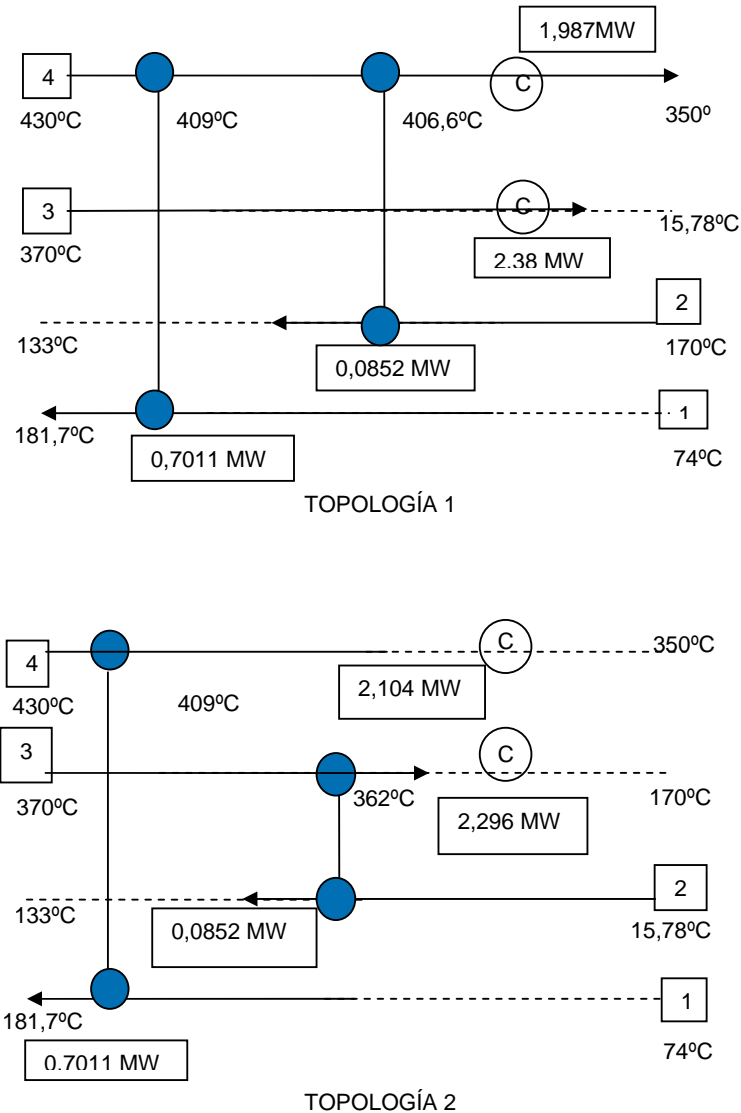 1,987MW
4
C
430ºC
409ºC
406,6ºC
350º
3
C
370ºC
15,78ºC
2.38 MW
2
133ºC
170ºC
0,0852 MW
1
181,7ºC
74ºC
0,7011 MW
TOPOLOGÍA 1
4
C
350ºC
430ºC
409ºC
2,104 MW
3
C
370ºC
362ºC
170ºC
2,296 MW
2
133ºC
0,0852 MW
15,78ºC
1
181,7ºC
74ºC
0.7011 MW
TOPOLOGÍA 2